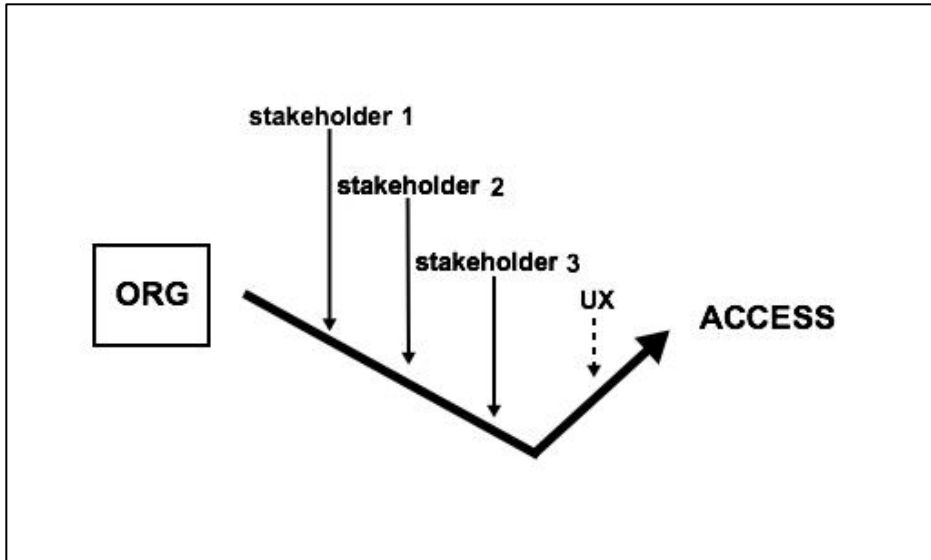 stakeholder 1
stakeholder 2
stakeholder 3
ORG
UX
ACCESS